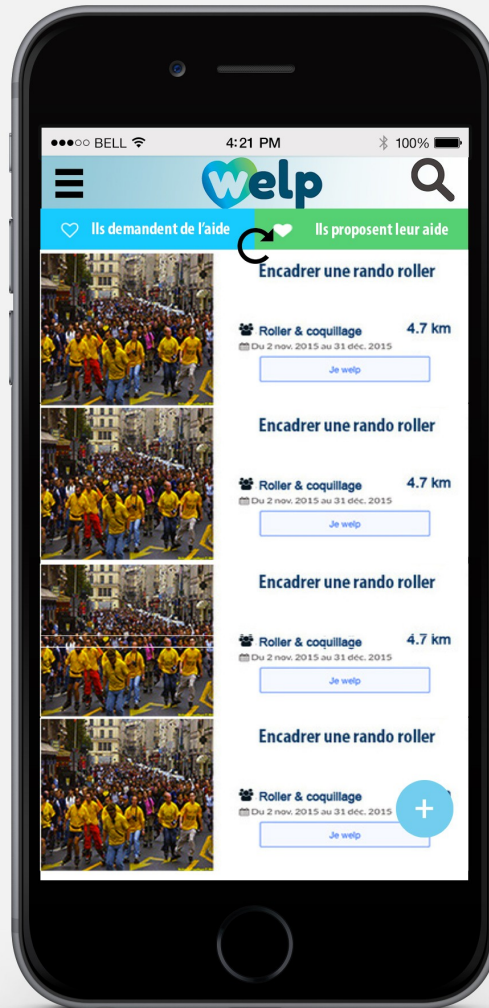 ●●●○○ BELL 4:21 PM 100%
welp
Ils demandent de l'aide Ils proposent leur aide
Encadrer une rando roller
Roller & coquillage 4.7 km
Du 2 nov. 2015 au 31 déc. 2015
Je welp
Encadrer une rando roller
Roller & coquillage 4.7 km
Du 2 nov. 2015 au 31 déc. 2015
Je welp
Encadrer une rando roller
Roller & coquillage 4.7 km
Du 2 nov. 2015 au 31 déc. 2015
Je welp
Encadrer une rando roller
Roller & coquillage
Du 2 nov. 2015 au 31 déc. 2015
+
Je welp